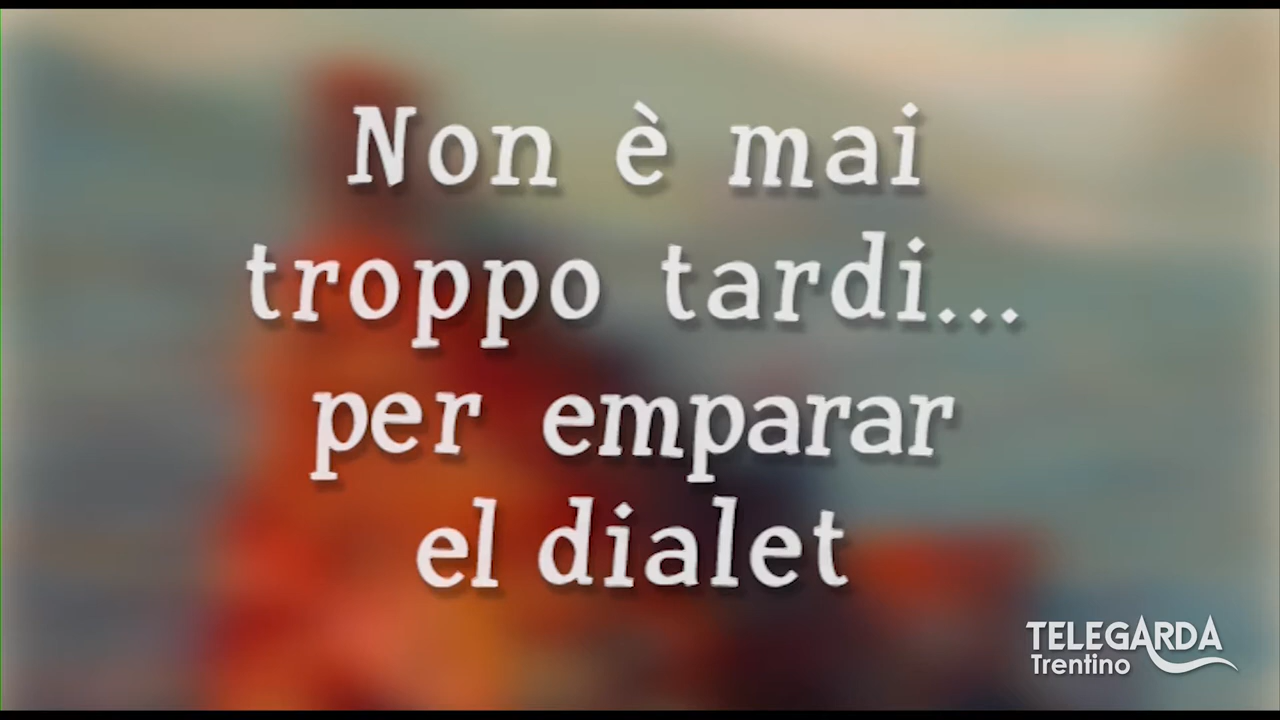 Non è mai
troppo tardi...
per emparar
el dialet
TELEGARDA
Trentino